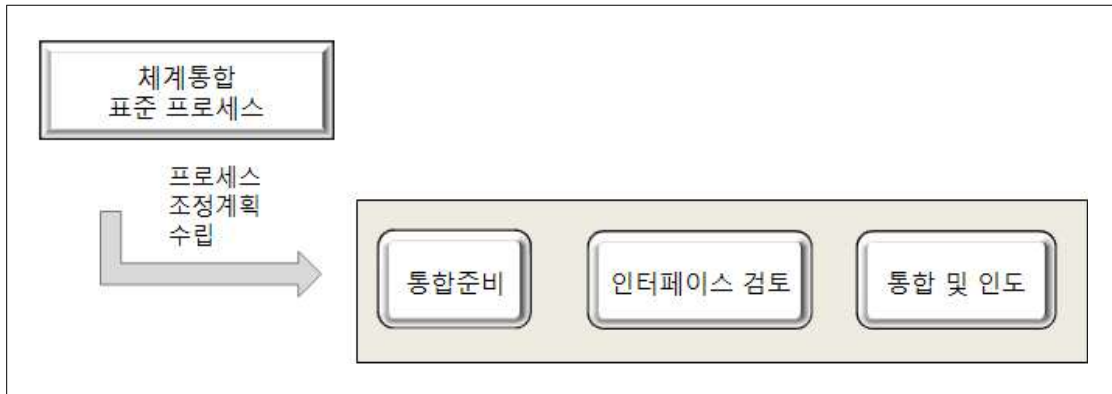 체계통합
표준 프로세스
프로세스
조정계획
수립
통합준비
인터페이스 검토
통합 및 인도